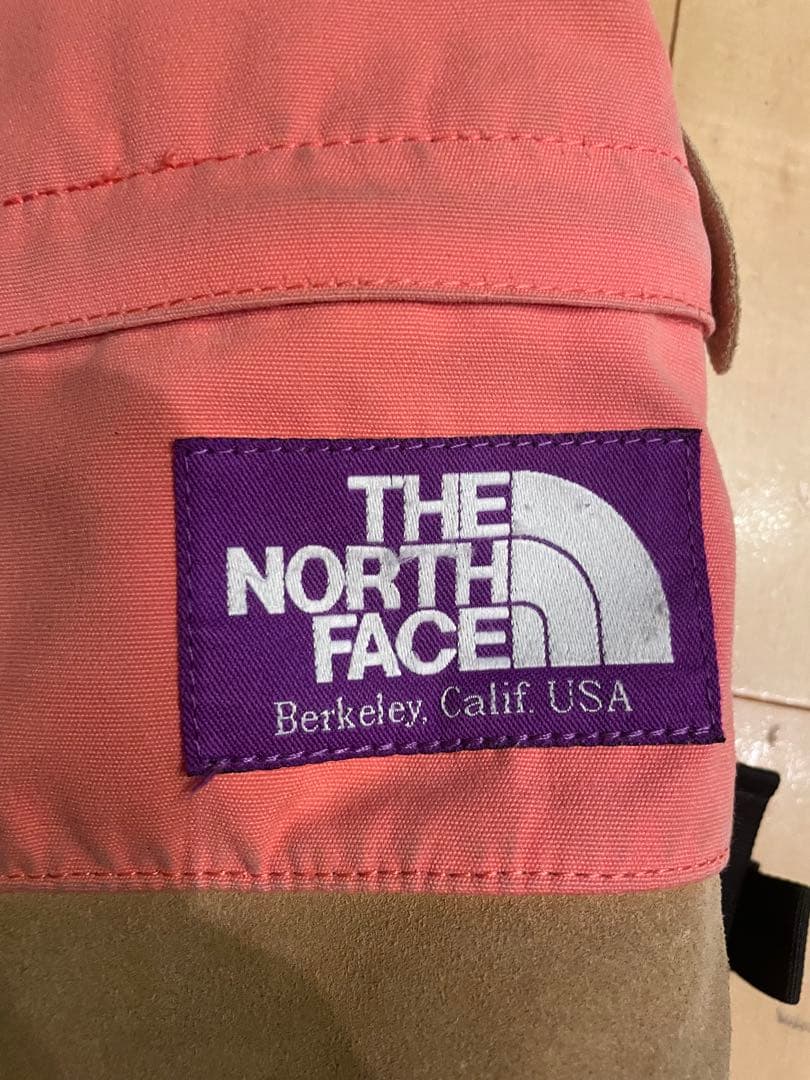 THE
NORTH
FACE
Berkeley, Calif. USA